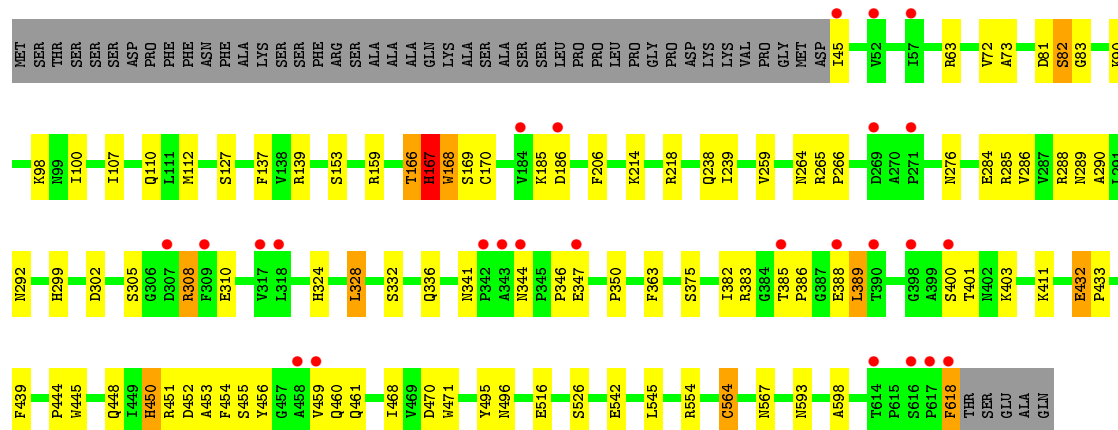 MET SER THR SER SER SER ASP PRO PHE PHE ASN PHE ALA LYS SER SER PHE ARG SER ALA ALA ALA GLN LYS ALA SER ALA SER SER LEU PRO PRO LEU PRO GLY PRO ASP LYS LYS VAL PRO GLY MET ASP I45 V52 I57 R63 V72 A73 D81 S82 G83
K98 N99 I100 I107 Q110 L111 M112 S127 F137 V138 R139 S153 R159 T166 H167 W168 S169 C170 V184 K185 D186 F206 K214 R218 Q238 I239 V259 N264 R265 P266 D269 A270 P271 N276 E284 R285 V286 V287 R288 N289 A290
N292 H299 D302 S305 G306 D307 R308 F309 E310 V317 L318 H324 L328 S332 Q336 N341 P342 A343 N344 P345 P346 E347 P350 F363 S375 I382 R383 G384 T385 P386 G387 E388 L389 T390 G398 A399 S400 T401 N402 K403 K411 E432 P433
F439 P444 W445 Q448 I449 H450 R451 D452 A453 F454 S455 Y456 G457 A458 V459 Q460 Q461 I468 V469 D470 W471 Y495 N496 E516 S526 E542 L545 R554 C564 N567 N593 A598 T614 P615 S616 P617 F618 THR SER GLU ALA GLN